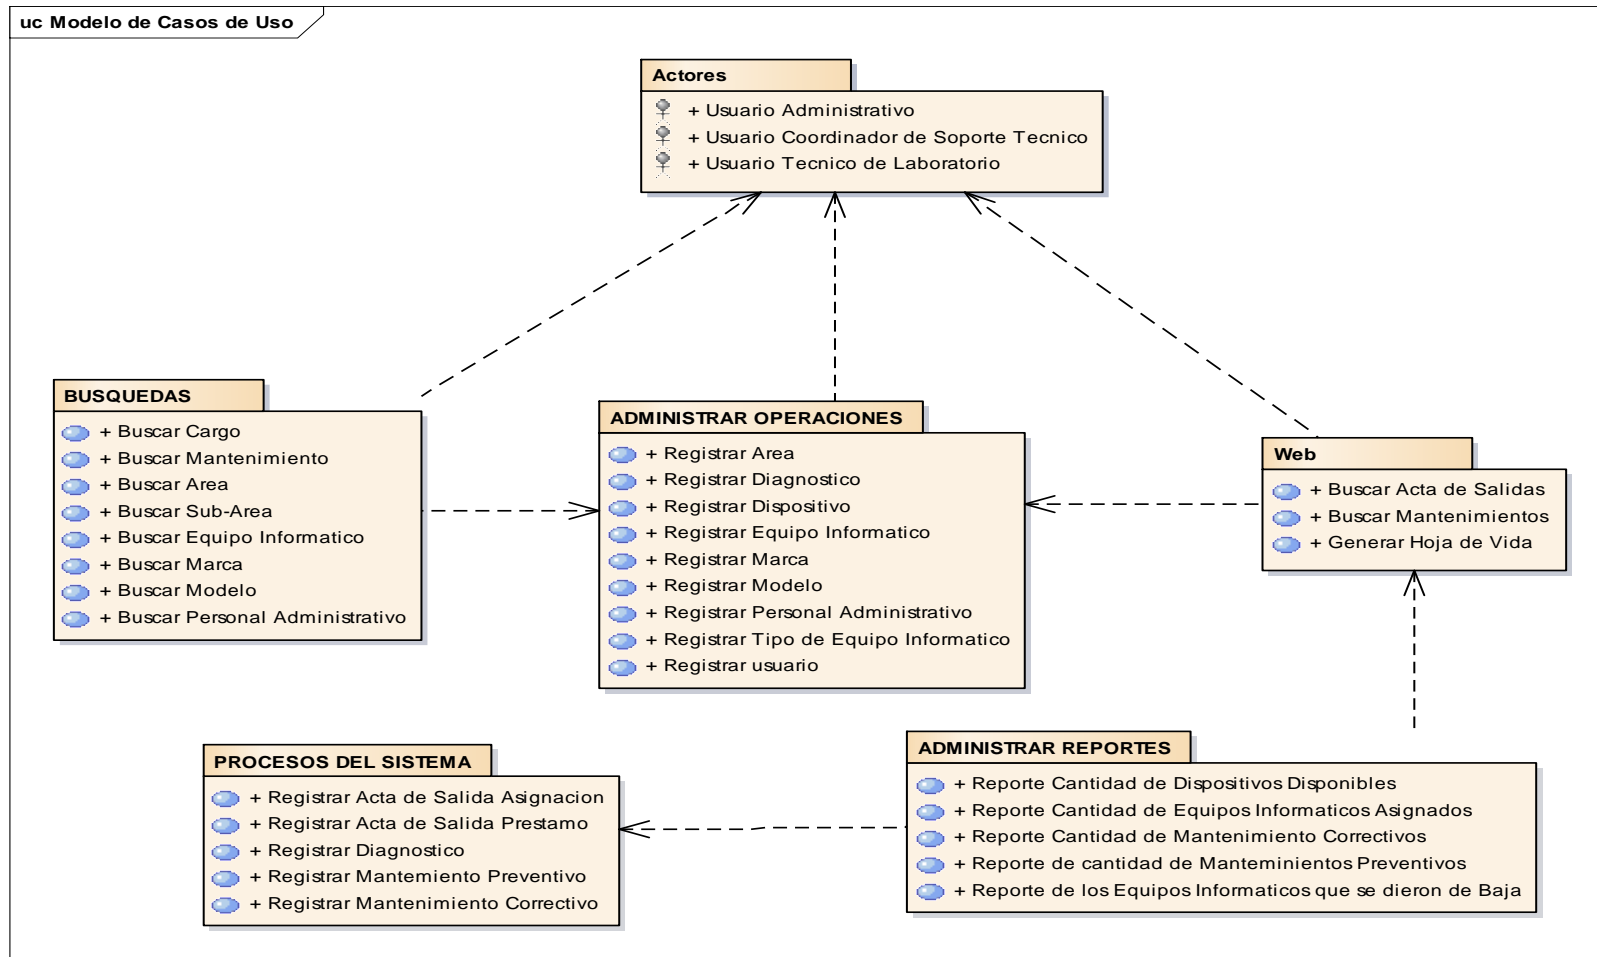 uc Modelo de Casos de Uso
Actores
+ Usuario Administrativo
+ Usuario Coordinador de Soporte Tecnico
+ Usuario Tecnico de Laboratorio
BUSQUEDAS
+ Buscar Cargo
+ Buscar Mantenimiento
+ Buscar Area
+ Buscar Sub-Area
+ Buscar Equipo Informatico
+ Buscar Marca
+ Buscar Modelo
+ Buscar Personal Administrativo
ADMINISTRAR OPERACIONES
+ Registrar Area
+ Registrar Diagnostico
+ Registrar Dispositivo
+ Registrar Equipo Informatico
+ Registrar Marca
+ Registrar Modelo
+ Registrar Personal Administrativo
+ Registrar Tipo de Equipo Informatico
+ Registrar usuario
Web
+ Buscar Acta de Salidas
+ Buscar Mantenimientos
+ Generar Hoja de Vida
PROCESOS DEL SISTEMA
+ Registrar Acta de Salida Asignacion
+ Registrar Acta de Salida Prestamo
+ Registrar Diagnostico
+ Registrar Mantemiento Preventivo
+ Registrar Mantenimiento Correctivo
ADMINISTRAR REPORTES
+ Reporte Cantidad de Dispositivos Disponibles
+ Reporte Cantidad de Equipos Informaticos Asignados
+ Reporte Cantidad de Mantenimiento Correctivos
+ Reporte de cantidad de Manteminientos Preventivos
+ Reporte de los Equipos Informaticos que se dieron de Baja